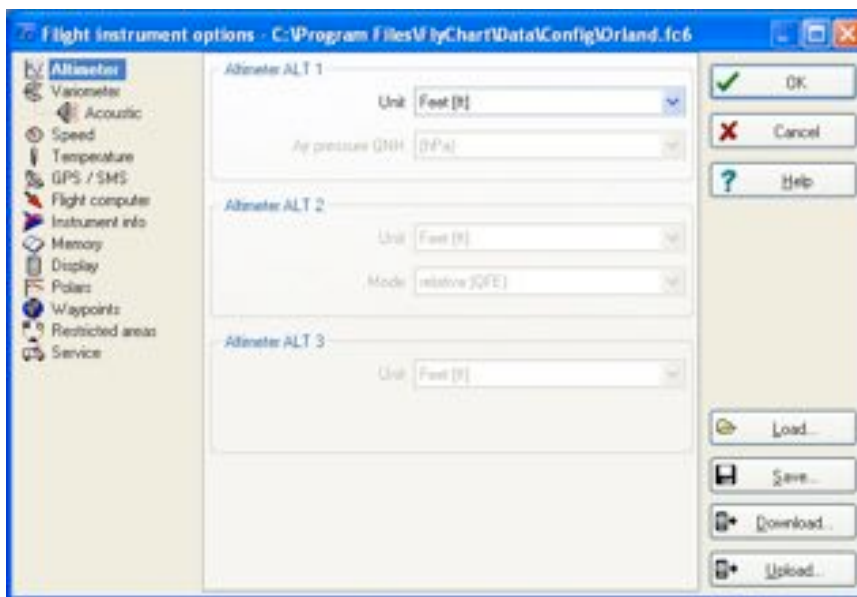 Flight instrument options - C:\Program Files\FlyChart\Data\Config\Orland.fc6
Altimeter
Variometer
Acoustic
Speed
Temperature
GPS / SMS
Flight computer
Instrument info
Memory
Display
Polars
Waypoints
Restricted areas
Service
Altimeter ALT 1
Unit Feet [ft]
Air pressure QNH [hPa]
Altimeter ALT 2
Unit Feet [ft]
Mode relative [QFE]
Altimeter ALT 3
Unit Feet [ft]
OK
Cancel
Help
Load...
Save...
Download...
Upload...